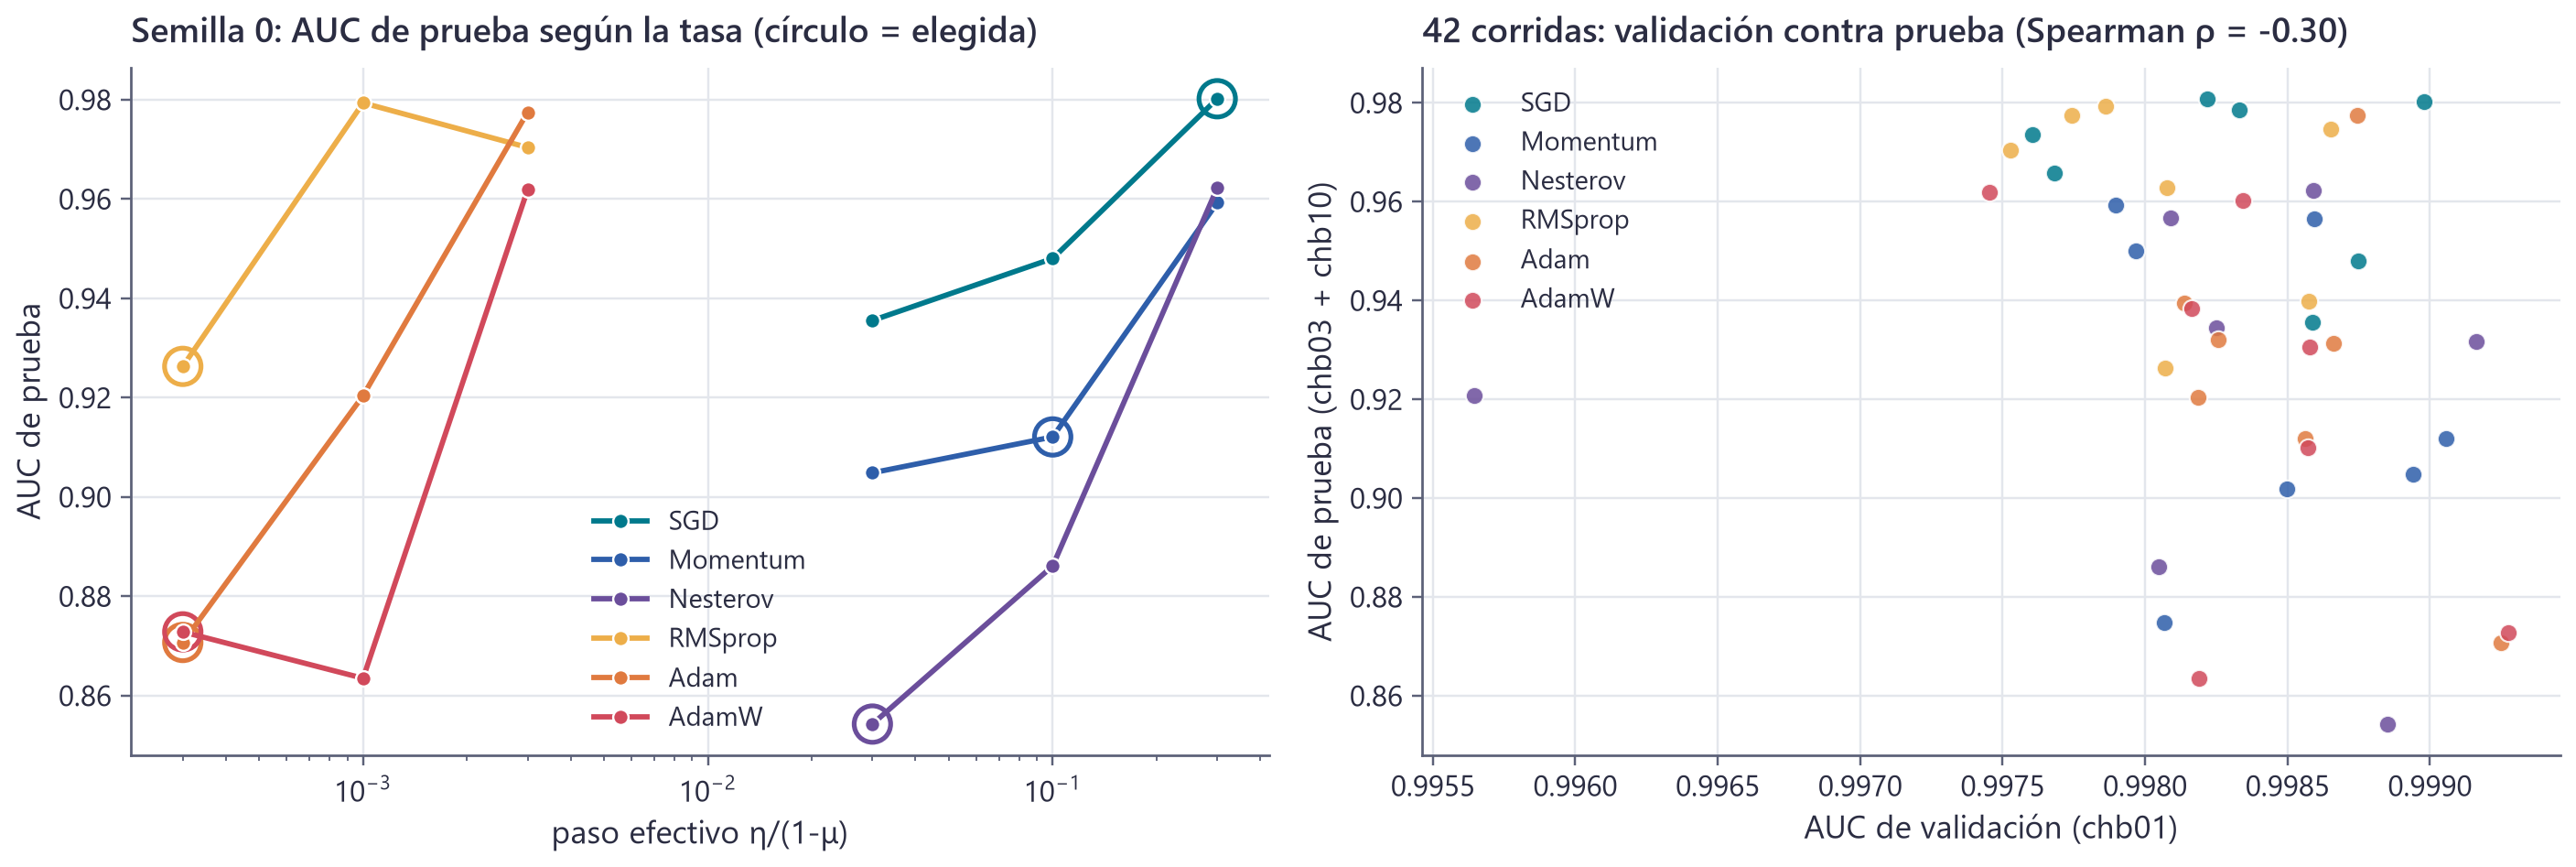 Semilla 0: AUC de prueba según la tasa (círculo = elegida)
AUC de prueba
0.98
0.96
0.94
0.92
0.90
0.88
0.86
SGD
Momentum
Nesterov
RMSprop
Adam
AdamW
10⁻³
10⁻²
10⁻¹
paso efectivo η/(1-μ)
42 corridas: validación contra prueba (Spearman ρ = -0.30)
AUC de prueba (chb03 + chb10)
0.98
0.96
0.94
0.92
0.90
0.88
0.86
SGD
Momentum
Nesterov
RMSprop
Adam
AdamW
0.9955
0.9960
0.9965
0.9970
0.9975
0.9980
0.9985
0.9990
AUC de validación (chb01)